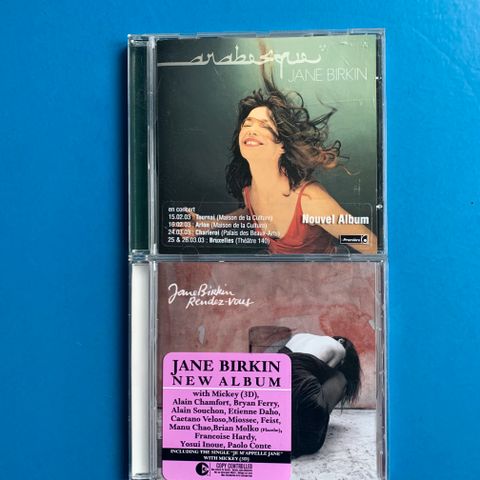 arabesque
JANE BIRKIN
en concert
15.02.03 : Tournai (Maison de la Culture)
16.02.03 : Arlon (Maison de la Culture)
24.03.03 : Charleroi (Palais des Beaux-Arts)
25 & 26.03.03 : Bruxelles (Théâtre 140)
Nouvel Album
Jane Birkin
Rendez-vous
JANE BIRKIN
NEW ALBUM
with Mickey (3D),
Alain Chamfort, Bryan Ferry,
Alain Souchon, Etienne Daho,
Caetano Veloso, Miossec, Feist,
Manu Chao, Brian Molko (Placebo),
Francoise Hardy,
Yosui Inoue, Paolo Conte
INCLUDING THE SINGLE "JE M'APPELLE JANE"
WITH MICKEY (3D)
COPY CONTROLLED